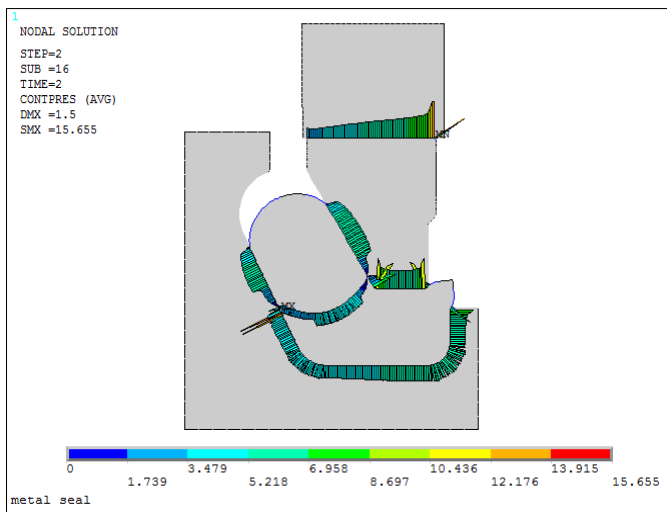 1
NODAL SOLUTION
STEP=2
SUB =16
TIME=2
CONTPRES (AVG)
DMX =1.5
SMX =15.655
MN
MX
0 3.479 6.958 10.436 13.915
1.739 5.218 8.697 12.176 15.655
metal seal